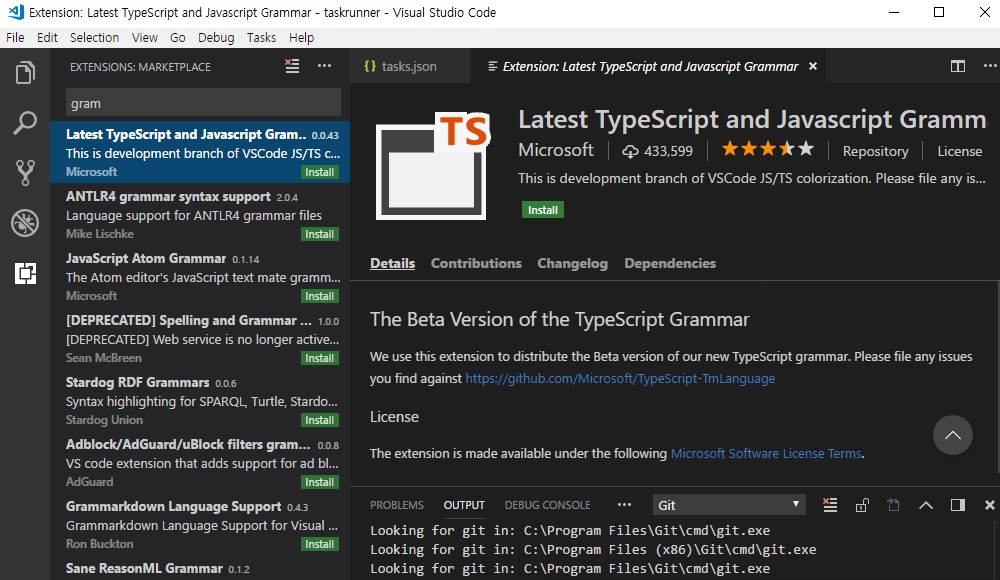 Extension: Latest TypeScript and Javascript Grammar - taskrunner - Visual Studio Code
File Edit Selection View Go Debug Tasks Help
EXTENSIONS: MARKETPLACE
gram
Latest TypeScript and Javascript Gram.. 0.0.43
This is development branch of VSCode JS/TS c...
Microsoft Install
ANTLR4 grammar syntax support 2.0.4
Language support for ANTLR4 grammar files
Mike Lischke Install
JavaScript Atom Grammar 0.1.14
The Atom editor's JavaScript text mate gramm...
Microsoft Install
[DEPRECATED] Spelling and Grammar ... 1.0.0
[DEPRECATED] Web service is no longer active...
Sean McBreen Install
Stardog RDF Grammars 0.0.6
Syntax highlighting for SPARQL, Turtle, Stardo...
Stardog Union Install
Adblock/AdGuard/uBlock filters gram... 0.0.8
VS code extension that adds support for ad bl...
AdGuard Install
Grammarkdown Language Support 0.4.3
Grammarkdown Language Support for Visual ...
Ron Buckton Install
Sane ReasonML Grammar 0.1.2
{} tasks.json
Extension: Latest TypeScript and Javascript Grammar
TS
Latest TypeScript and Javascript Gramm
Microsoft 433,599 Repository License
This is development branch of VSCode JS/TS colorization. Please file any is...
Install
Details Contributions Changelog Dependencies
The Beta Version of the TypeScript Grammar
We use this extension to distribute the Beta version of our new TypeScript grammar. Please file any issues
you find against https://github.com/Microsoft/TypeScript-TmLanguage
License
The extension is made available under the following Microsoft Software License Terms.
PROBLEMS OUTPUT DEBUG CONSOLE ... Git
Looking for git in: C:\Program Files\Git\cmd\git.exe
Looking for git in: C:\Program Files (x86)\Git\cmd\git.exe
Looking for git in: C:\Program Files\Git\cmd\git.exe